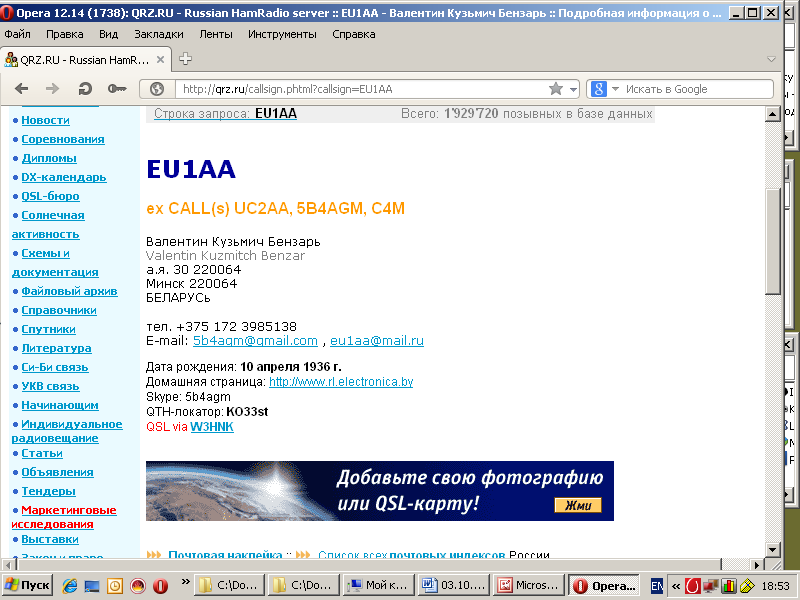 Opera 12.14 (1738): QRZ.RU - Russian HamRadio server :: EU1AA - Валентин Кузьмич Бензарь :: Подробная информация о ...
Файл Правка Вид Закладки Ленты Инструменты Справка
QRZ.RU - Russian HamR...
http://qrz.ru/callsign.phtml?callsign=EU1AA
Искать в Google
Новости
Соревнования
Дипломы
DX-календарь
QSL-бюро
Солнечная
активность
Схемы и
документация
Файловый архив
Справочники
Спутники
Литература
Си-Би связь
УКВ связь
Начинающим
Индивидуальное
радиовещание
Статьи
Объявления
Тендеры
Маркетинговые
исследования
Выставки
Закон и право
Строка запроса: EU1AA Всего: 1'929'720 позывных в базе данных
EU1AA
ex CALL(s) UC2AA, 5B4AGM, C4M
Валентин Кузьмич Бензарь
Valentin Kuzmitch Benzar
а.я. 30 220064
Минск 220064
БЕЛАРУСЬ
тел. +375 172 3985138
E-mail: 5b4agm@gmail.com , eu1aa@mail.ru
Дата рождения: 10 апреля 1936 г.
Домашняя страница: http://www.rl.electronica.by
Skype: 5b4agm
QTH-локатор: KO33st
QSL via W3HNK
Добавьте свою фотографию
или QSL-карту!
Жми
Почтовая наклейка :: Список всех почтовых индексов России
Пуск
»
C:\Do...
C:\Do...
Мой к...
03.10....
Micros...
Opera...
EN
«
18:53